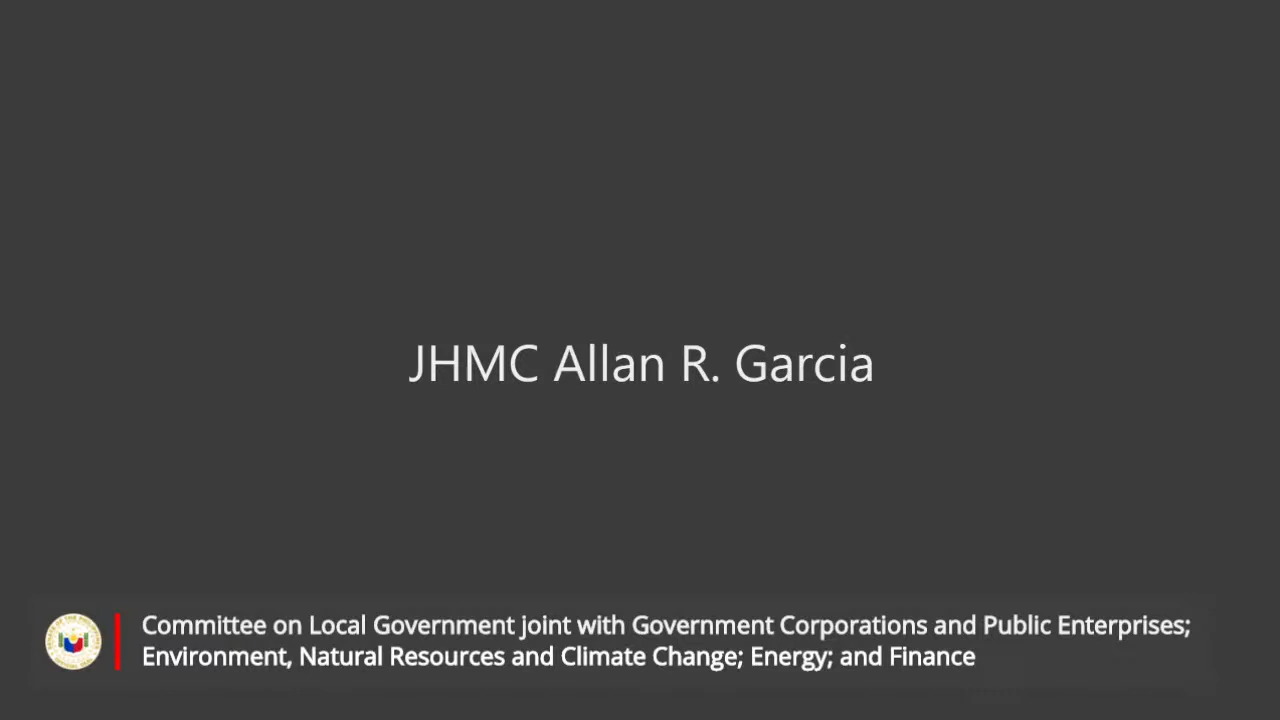 JHMC Allan R. Garcia
Committee on Local Government joint with Government Corporations and Public Enterprises;
Environment, Natural Resources and Climate Change; Energy; and Finance